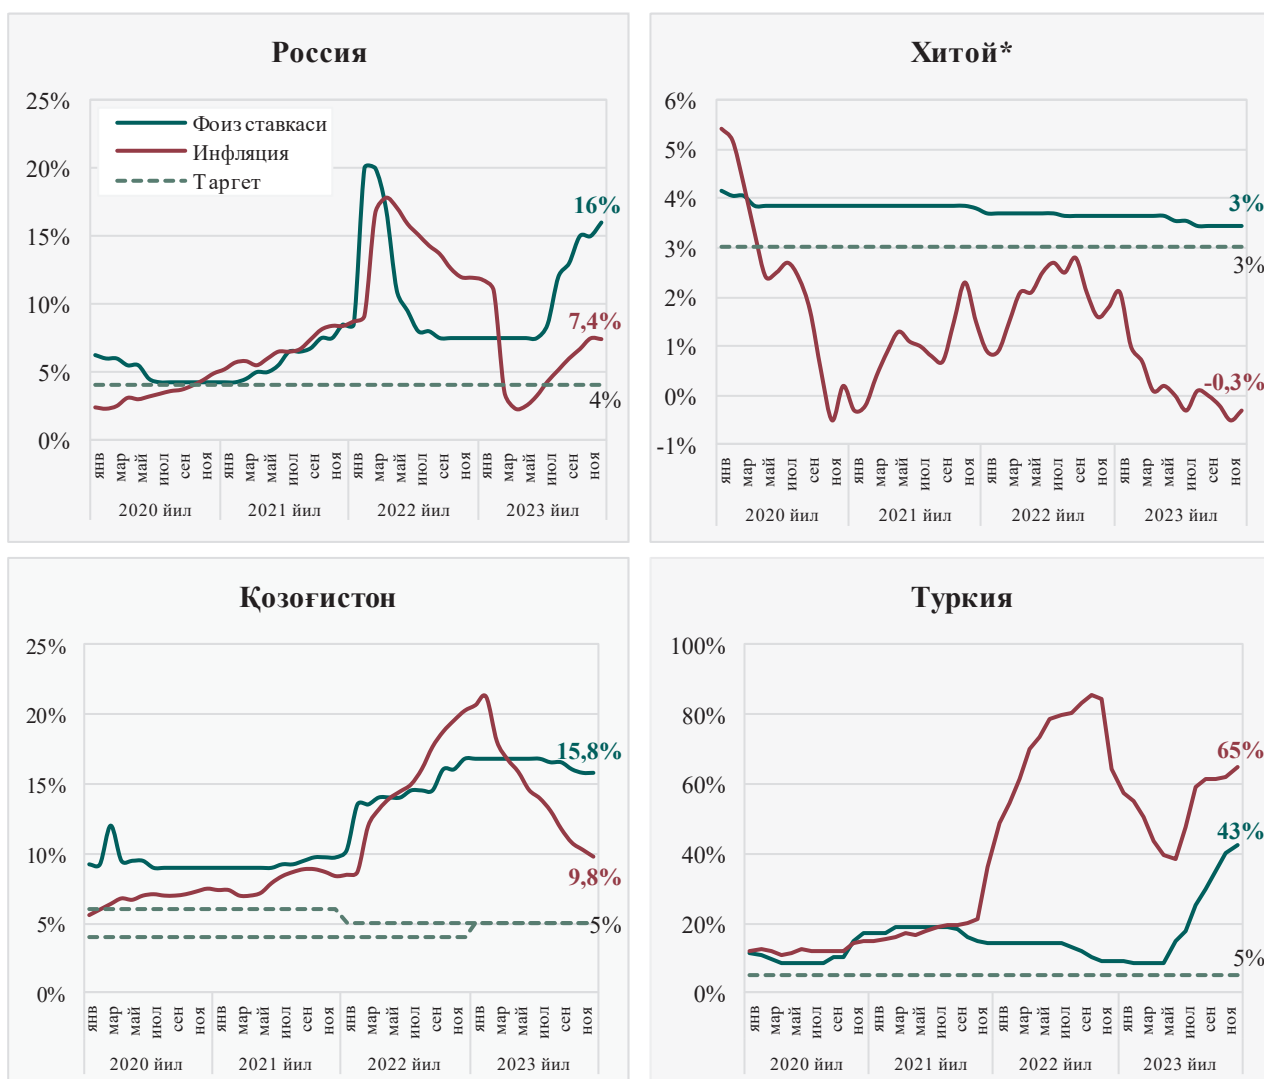 Россия
25%
20%
15%
10%
5%
0%
Фоиз ставкаси
Инфляция
Таргет
16%
7,4%
4%
янв мар май июл сен ноя янв мар май июл сен ноя янв мар май июл сен ноя янв мар май июл сен ноя
2020 йил 2021 йил 2022 йил 2023 йил
Хитой*
6%
5%
4%
3%
2%
1%
0%
-1%
3%
3%
-0,3%
янв мар май июл сен ноя янв мар май июл сен ноя янв мар май июл сен ноя янв мар май июл сен ноя
2020 йил 2021 йил 2022 йил 2023 йил
Қозоғистон
25%
20%
15%
10%
5%
0%
15,8%
9,8%
5%
янв мар май июл сен ноя янв мар май июл сен ноя янв мар май июл сен ноя янв мар май июл сен ноя
2020 йил 2021 йил 2022 йил 2023 йил
Туркия
100%
80%
60%
40%
20%
0%
65%
43%
5%
янв мар май июл сен ноя янв мар май июл сен ноя янв мар май июл сен ноя янв мар май июл сен ноя
2020 йил 2021 йил 2022 йил 2023 йил